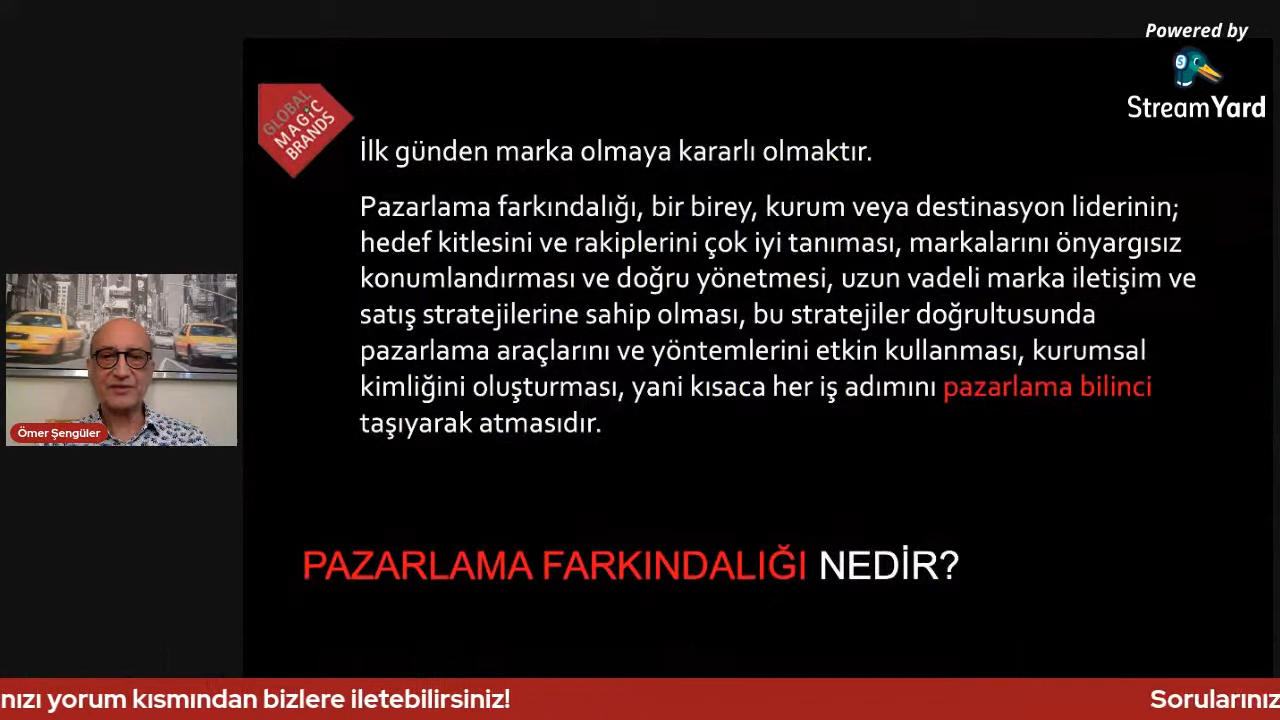 Powered by
StreamYard
GLOBAL
MAGiC
BRANDS
İlk günden marka olmaya kararlı olmaktır.
Pazarlama farkındalığı, bir birey, kurum veya destinasyon liderinin;
hedef kitlesini ve rakiplerini çok iyi tanıması, markalarını önyargısız
konumlandırması ve doğru yönetmesi, uzun vadeli marka iletişim ve
satış stratejilerine sahip olması, bu stratejiler doğrultusunda
pazarlama araçlarını ve yöntemlerini etkin kullanması, kurumsal
kimliğini oluşturması, yani kısaca her iş adımını pazarlama bilinci
taşıyarak atmasıdır.
Ömer Şengüler
PAZARLAMA FARKINDALIĞI NEDİR?
nızı yorum kısmından bizlere iletebilirsiniz! Sorularınız